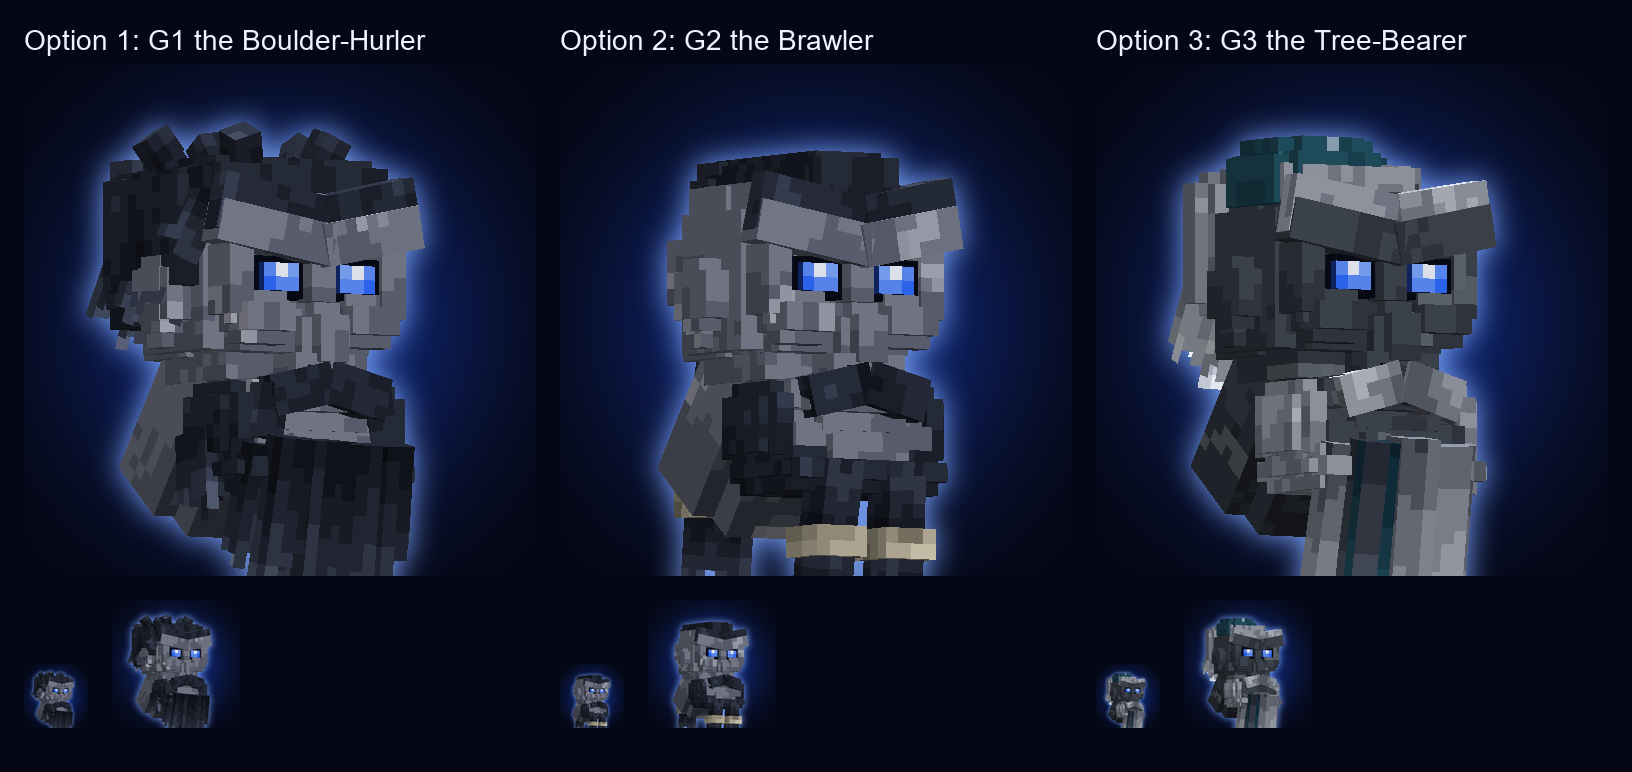 Option 1: G1 the Boulder-Hurler
Option 2: G2 the Brawler
Option 3: G3 the Tree-Bearer